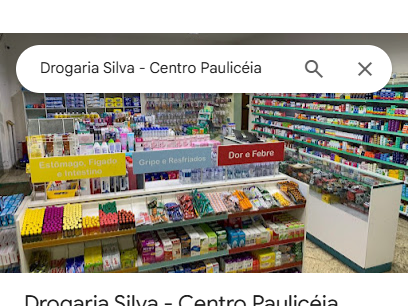 Drogaria Silva - Centro Paulicéia
Estômago, Fígado
e Intestino
Gripe e Resfriados
Dor e Febre
Drogaria Silva - Centro Paulicéia